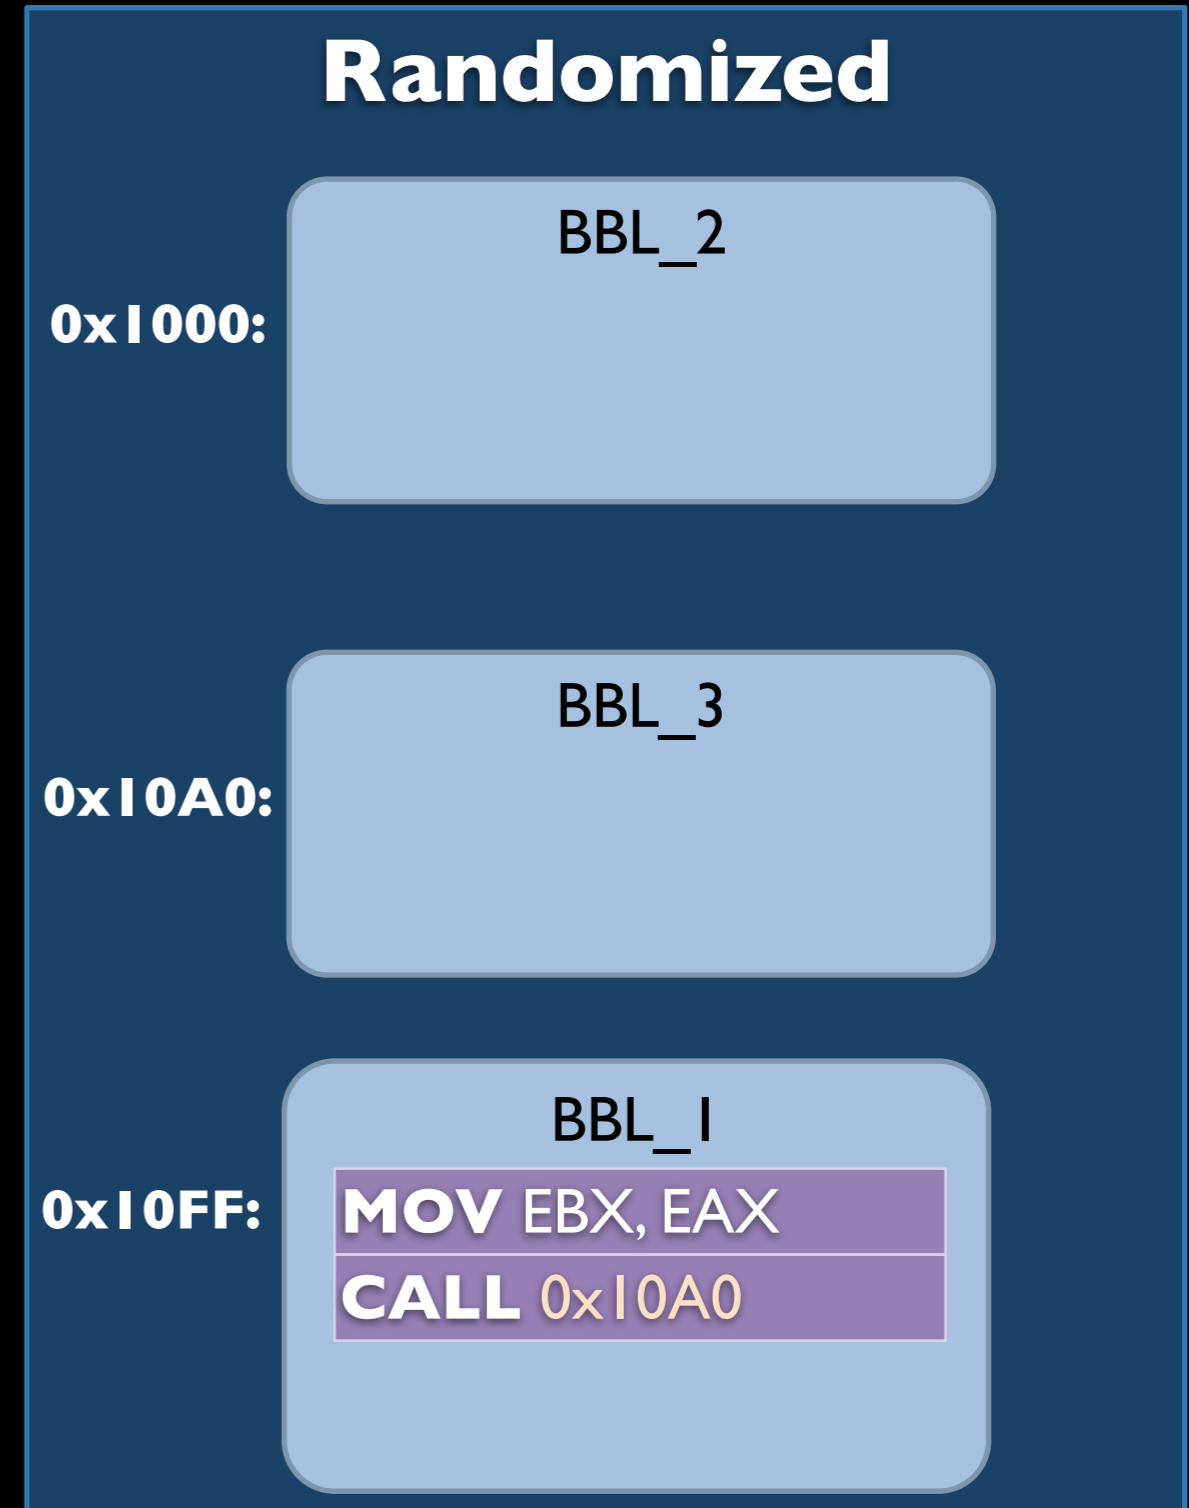 Randomized
BBL_2
0x1000:
BBL_3
0x10A0:
BBL_1
0x10FF:
MOV EBX, EAX
CALL 0x10A0